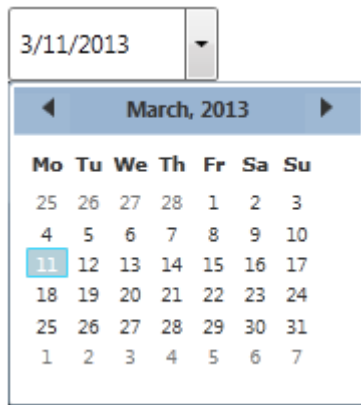 3/11/2013
March, 2013
Mo Tu We Th Fr Sa Su
25 26 27 28 1 2 3
4 5 6 7 8 9 10
11 12 13 14 15 16 17
18 19 20 21 22 23 24
25 26 27 28 29 30 31
1 2 3 4 5 6 7